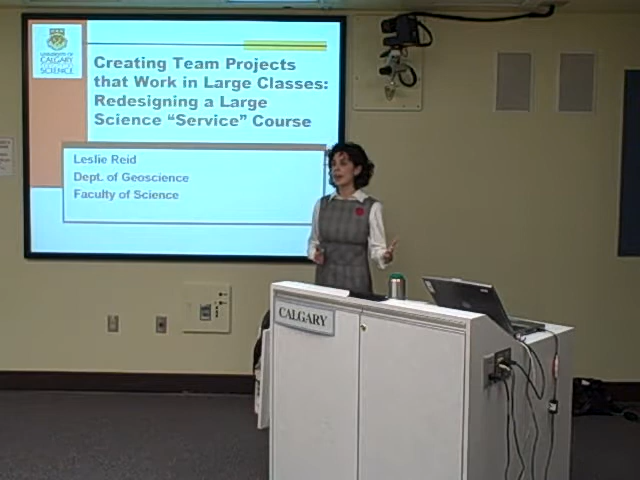 UNIVERSITY OF
CALGARY
SCIENCE
Creating Team Projects
that Work in Large Classes:
Redesigning a Large
Science “Service” Course
Leslie Reid
Dept. of Geoscience
Faculty of Science
CALGARY